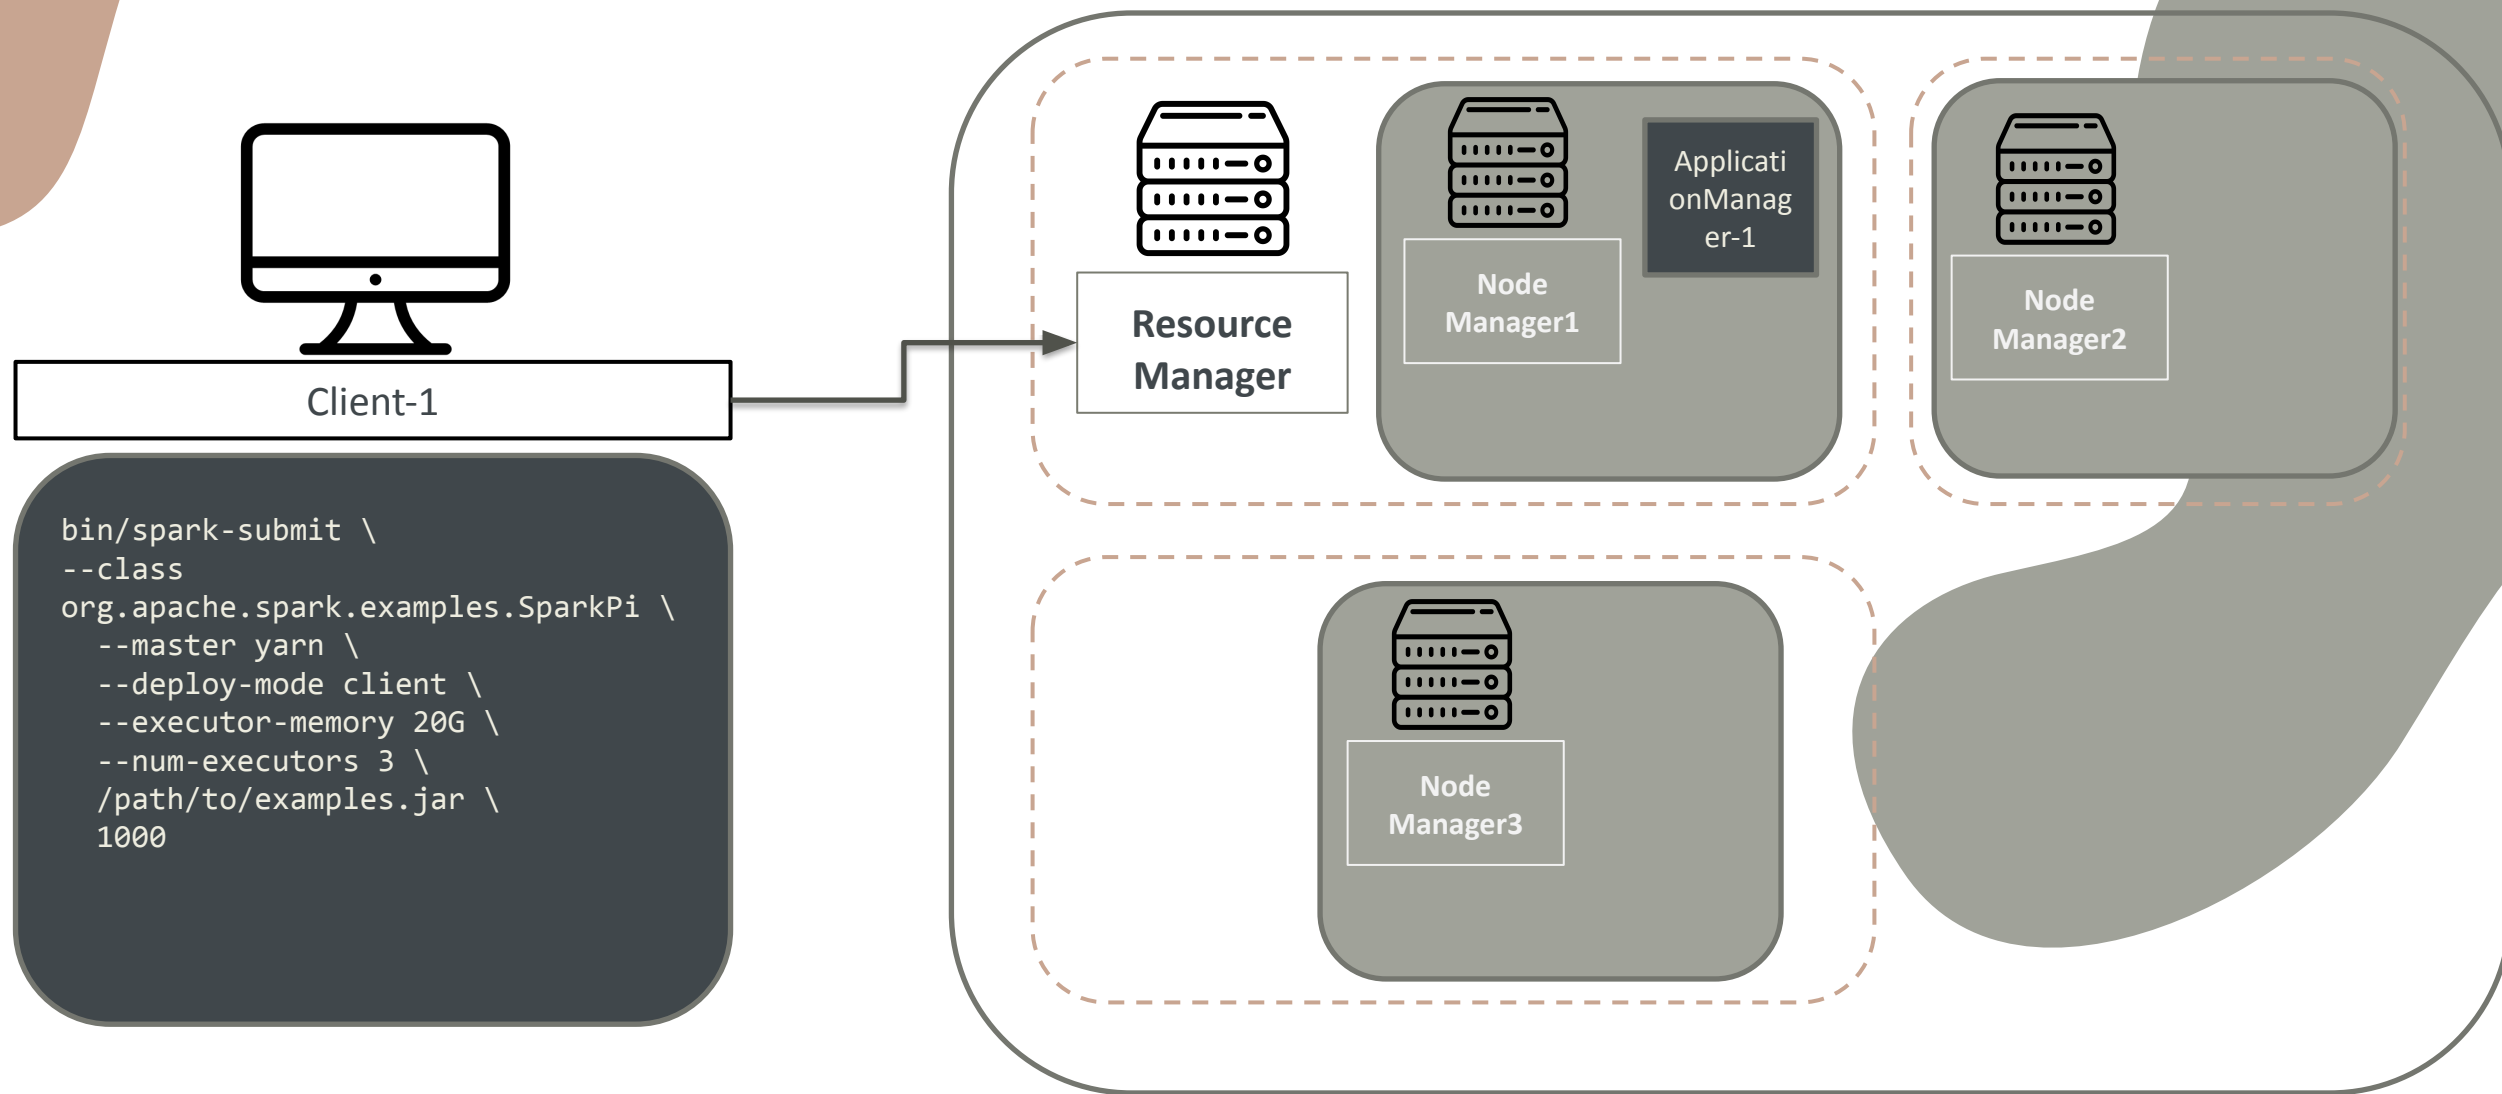 Client-1
bin/spark-submit \
--class
org.apache.spark.examples.SparkPi \
--master yarn \
--deploy-mode client \
--executor-memory 20G \
--num-executors 3 \
/path/to/examples.jar \
1000
Resource
Manager
Node
Manager1
Applicati
onManag
er-1
Node
Manager2
Node
Manager3